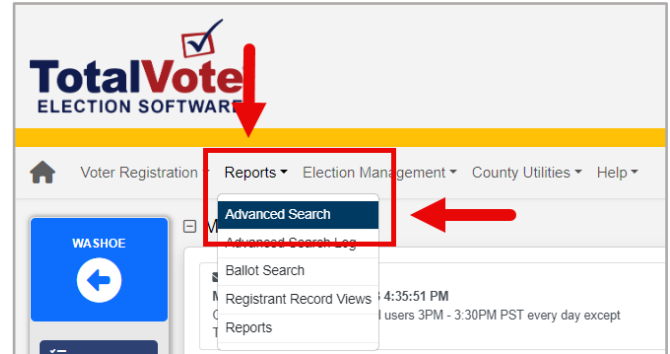 TotalVote
ELECTION SOFTWARE
Voter Registration Reports Election Management County Utilities Help
Advanced Search
WASHOE
Advanced Search Log
Ballot Search
Registrant Record Views
4:35:51 PM
users 3PM - 3:30PM PST every day except
Reports